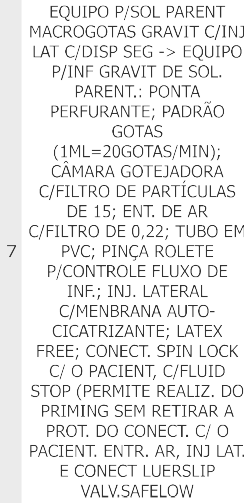 EQUIPO P/SOL PARENT
MACROGOTAS GRAVIT C/INJ
LAT C/DISP SEG -> EQUIPO
P/INF GRAVIT DE SOL.
PARENT.: PONTA
PERFURANTE; PADRÃO
GOTAS
(1ML=20GOTAS/MIN);
CÂMARA GOTEJADORA
C/FILTRO DE PARTÍCULAS
DE 15; ENT. DE AR
C/FILTRO DE 0,22; TUBO EM
7 PVC; PINÇA ROLETE
P/CONTROLE FLUXO DE
INF.; INJ. LATERAL
C/MENBRANA AUTO-
CICATRIZANTE; LATEX
FREE; CONECT. SPIN LOCK
C/ O PACIENT, C/FLUID
STOP (PERMITE REALIZ. DO
PRIMING SEM RETIRAR A
PROT. DO CONECT. C/ O
PACIENT. ENTR. AR, INJ LAT.
E CONECT LUERSLIP
VALV.SAFELOW